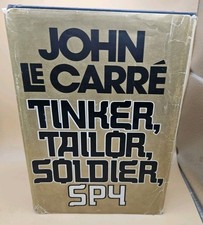 JOHN
LE CARRÉ
TINKER,
TAILOR,
SOLDIER,
SPY